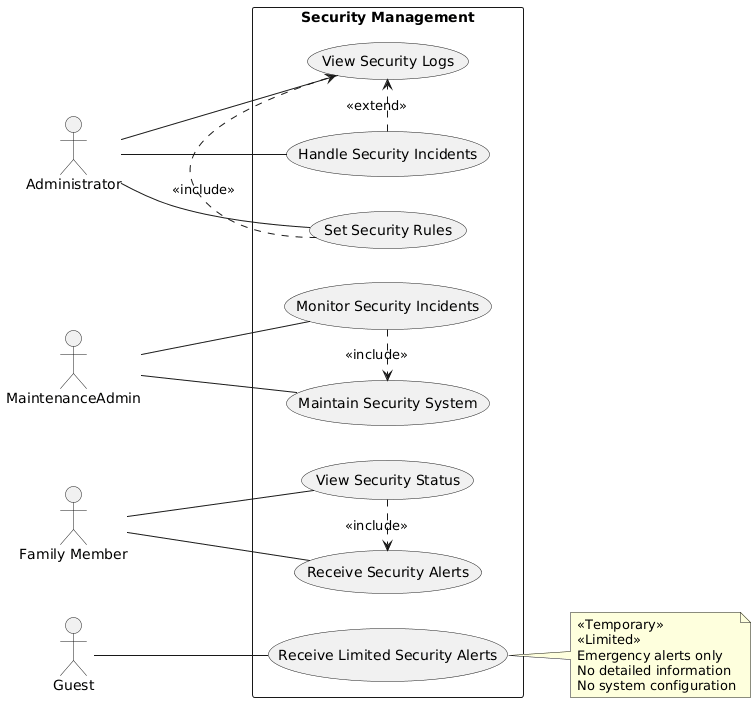 Security Management
View Security Logs
«extend»
Handle Security Incidents
Administrator
«include»
Set Security Rules
Monitor Security Incidents
«include»
MaintenanceAdmin
Maintain Security System
View Security Status
«include»
Family Member
Receive Security Alerts
«Temporary»
«Limited»
Emergency alerts only
No detailed information
No system configuration
Receive Limited Security Alerts
Guest